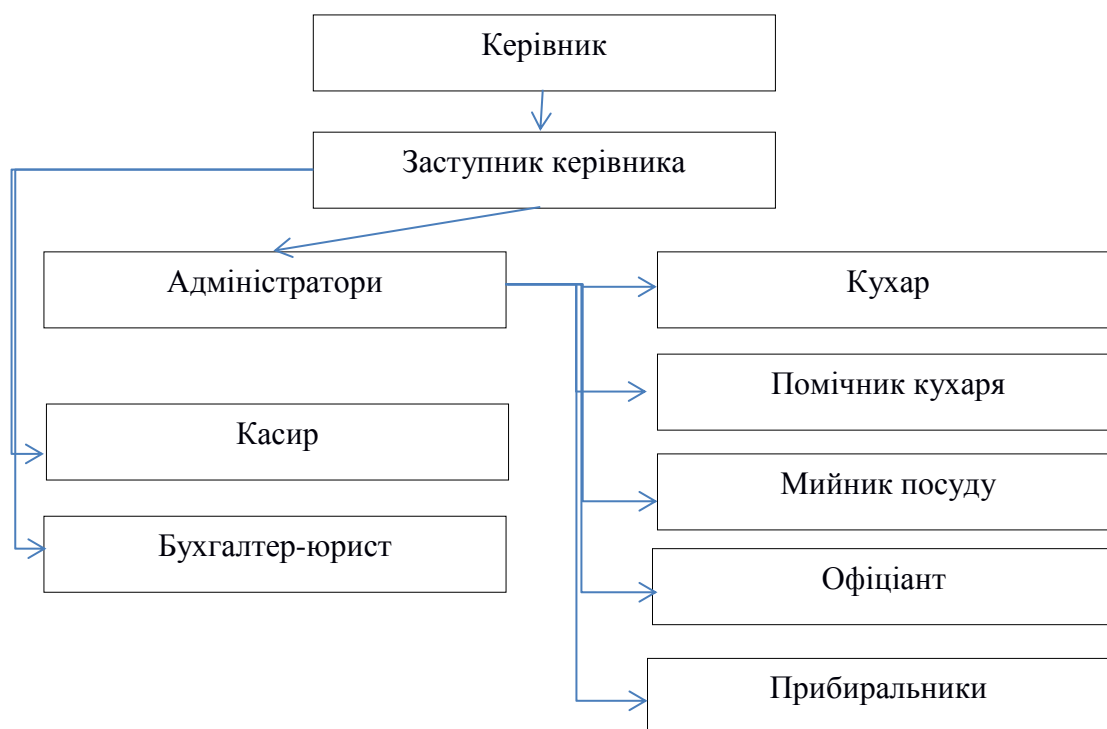 Керівник
Заступник керівника
Адміністратори
Касир
Бухгалтер-юрист
Кухар
Помічник кухаря
Мийник посуду
Офіціант
Прибиральники